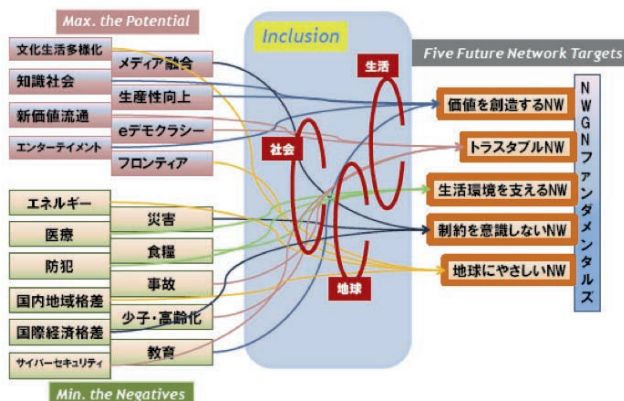 Max. the Potential
文化生活多様化
メディア融合
知識社会
生産性向上
新価値流通
eデモクラシー
エンターテイメント
フロンティア
エネルギー
災害
医療
食糧
防犯
事故
国内地域格差
少子・高齢化
国際経済格差
教育
サイバーセキュリティ
Min. the Negatives
Inclusion
生活
社会
地球
Five Future Network Targets
価値を創造するNW
トラスタブルNW
生活環境を支えるNW
制約を意識しないNW
地球にやさしいNW
NWGNファンダメンタルズ